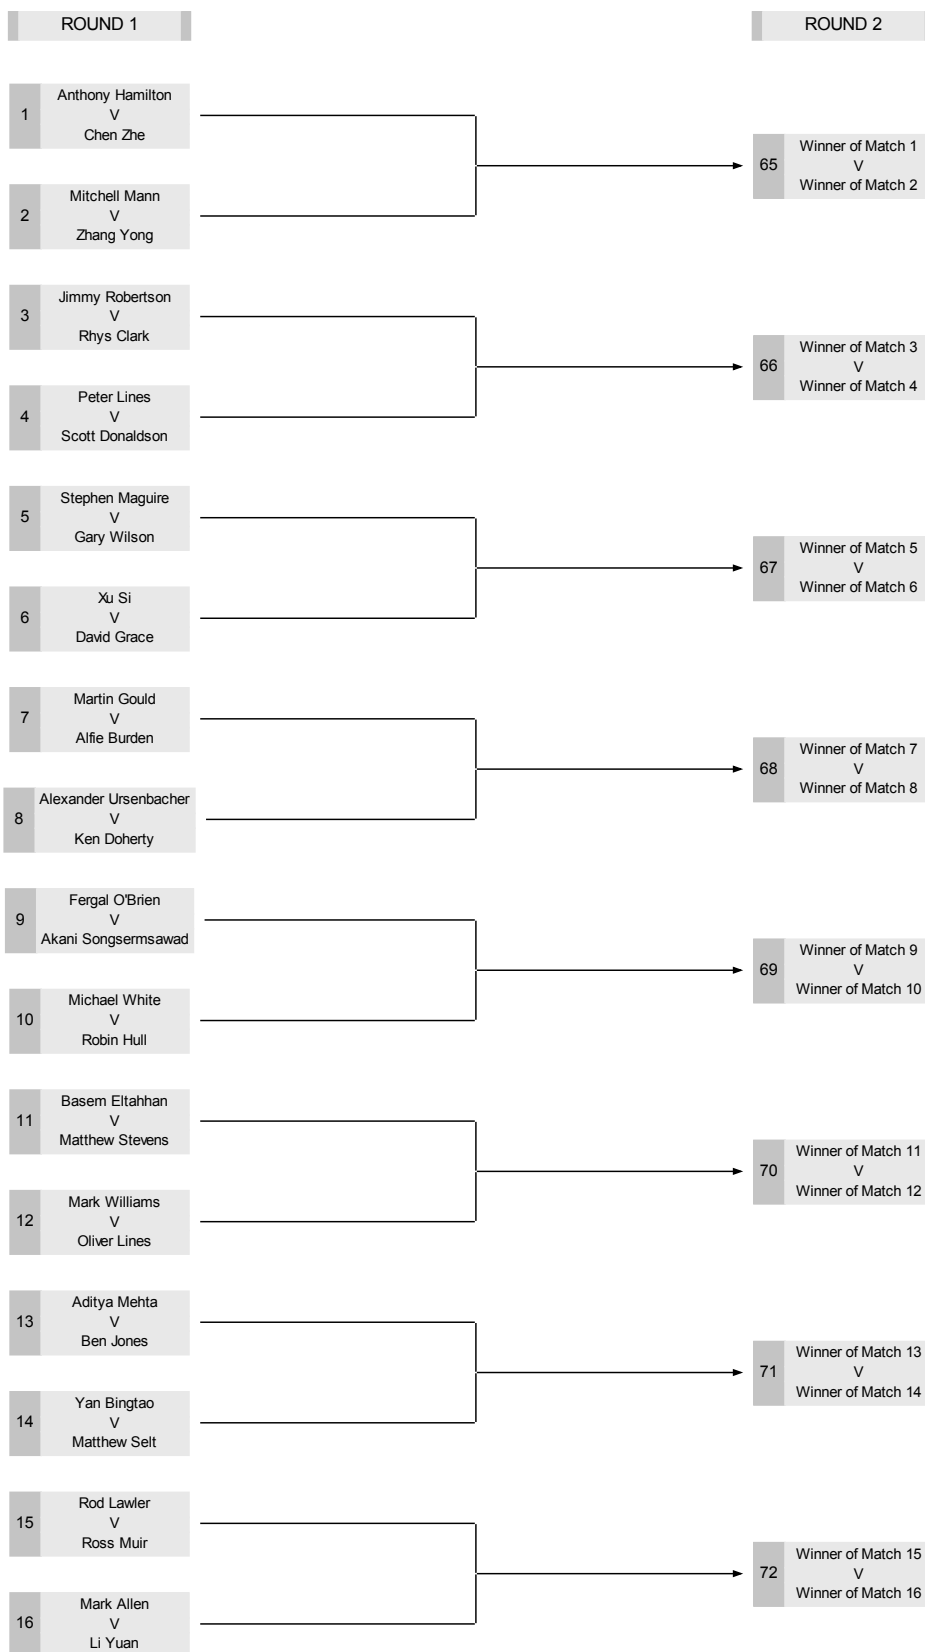 ROUND 1
ROUND 2
1
Anthony Hamilton
V
Chen Zhe
2
Mitchell Mann
V
Zhang Yong
65
Winner of Match 1
V
Winner of Match 2
3
Jimmy Robertson
V
Rhys Clark
4
Peter Lines
V
Scott Donaldson
66
Winner of Match 3
V
Winner of Match 4
5
Stephen Maguire
V
Gary Wilson
6
Xu Si
V
David Grace
67
Winner of Match 5
V
Winner of Match 6
7
Martin Gould
V
Alfie Burden
8
Alexander Ursenbacher
V
Ken Doherty
68
Winner of Match 7
V
Winner of Match 8
9
Fergal O'Brien
V
Akani Songsermsawad
10
Michael White
V
Robin Hull
69
Winner of Match 9
V
Winner of Match 10
11
Basem Eltahhan
V
Matthew Stevens
12
Mark Williams
V
Oliver Lines
70
Winner of Match 11
V
Winner of Match 12
13
Aditya Mehta
V
Ben Jones
14
Yan Bingtao
V
Matthew Selt
71
Winner of Match 13
V
Winner of Match 14
15
Rod Lawler
V
Ross Muir
16
Mark Allen
V
Li Yuan
72
Winner of Match 15
V
Winner of Match 16